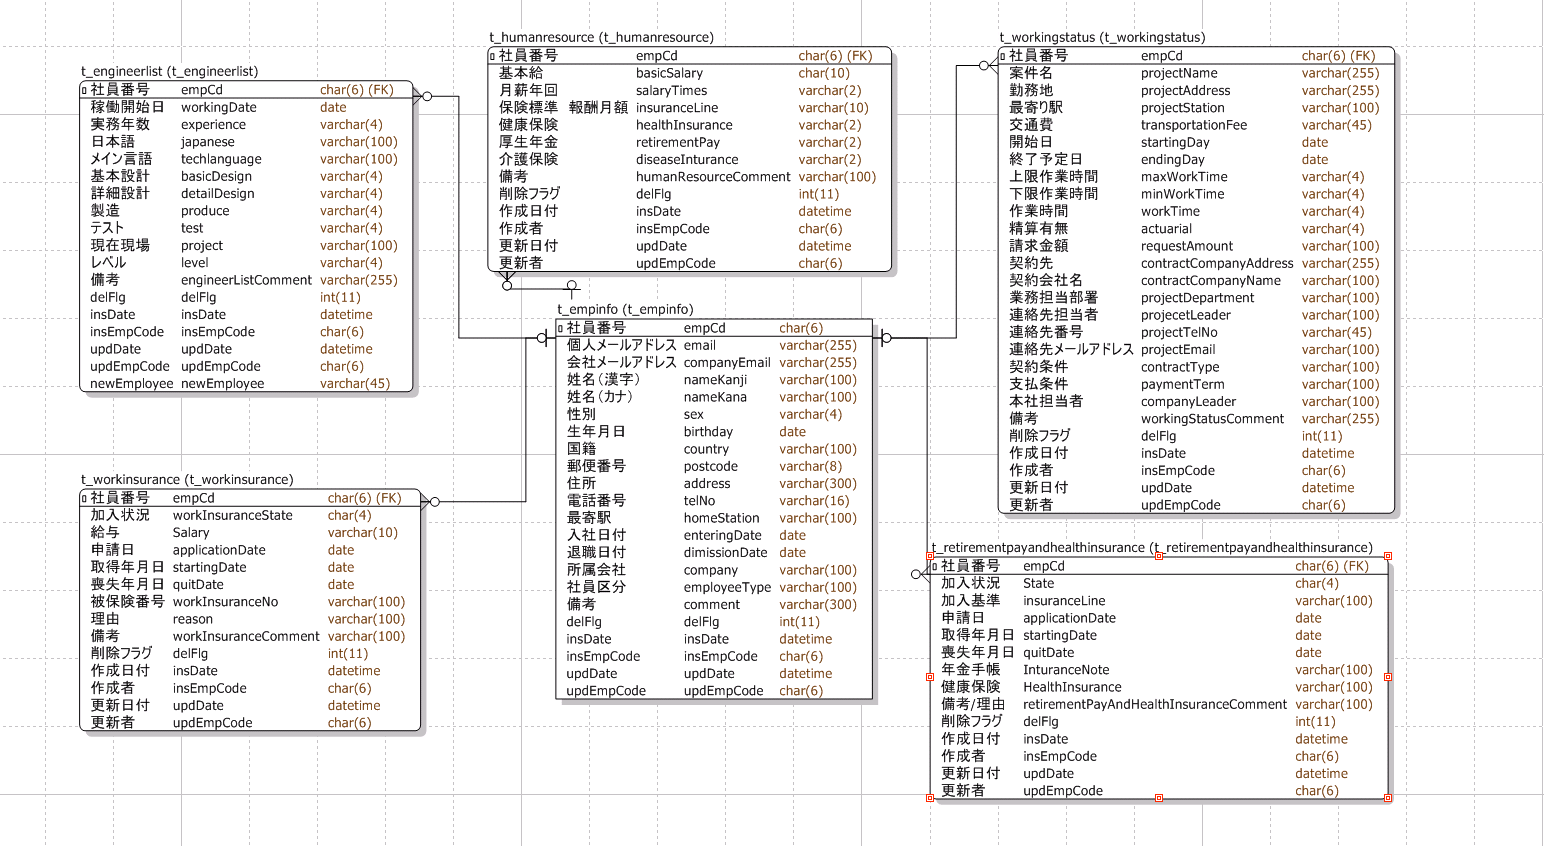 t_engineerlist (t_engineerlist)
社員番号 empCd char(6) (FK)
稼働開始日 workingDate date
実務年数 experience varchar(4)
日本語 japanese varchar(100)
メイン言語 techlanguage varchar(100)
基本設計 basicDesign varchar(4)
詳細設計 detailDesign varchar(4)
製造 produce varchar(4)
テスト test varchar(4)
現在現場 project varchar(100)
レベル level varchar(4)
備考 engineerListComment varchar(255)
delFlg delFlg int(11)
insDate insDate datetime
insEmpCode insEmpCode char(6)
updDate updDate datetime
updEmpCode updEmpCode char(6)
newEmployee newEmployee varchar(45)
t_humanresource (t_humanresource)
社員番号 empCd char(6) (FK)
基本給 basicSalary char(10)
月薪年回 salaryTimes varchar(2)
保険標準 報酬月額 insuranceLine varchar(10)
健康保険 healthInsurance varchar(2)
厚生年金 retirementPay varchar(2)
介護保険 diseaseInturance varchar(2)
備考 humanResourceComment varchar(100)
削除フラグ delFlg int(11)
作成日付 insDate datetime
作成者 insEmpCode char(6)
更新日付 updDate datetime
更新者 updEmpCode char(6)
t_workingstatus (t_workingstatus)
社員番号 empCd char(6) (FK)
案件名 projectName varchar(255)
勤務地 projectAddress varchar(255)
最寄り駅 projectStation varchar(100)
交通費 transportationFee varchar(45)
開始日 startingDay date
終了予定日 endingDay date
上限作業時間 maxWorkTime varchar(4)
下限作業時間 minWorkTime varchar(4)
作業時間 workTime varchar(4)
精算有無 actuarial varchar(4)
請求金額 requestAmount varchar(100)
契約先 contractCompanyAddress varchar(255)
契約会社名 contractCompanyName varchar(100)
業務担当部署 projectDepartment varchar(100)
連絡先担当者 projecetLeader varchar(100)
連絡先番号 projectTelNo varchar(45)
連絡先メールアドレス projectEmail varchar(100)
契約条件 contractType varchar(100)
支払条件 paymentTerm varchar(100)
本社担当者 companyLeader varchar(100)
備考 workingStatusComment varchar(255)
削除フラグ delFlg int(11)
作成日付 insDate datetime
作成者 insEmpCode char(6)
更新日付 updDate datetime
更新者 updEmpCode char(6)
t_empinfo (t_empinfo)
社員番号 empCd char(6)
個人メールアドレス email varchar(255)
会社メールアドレス companyEmail varchar(255)
姓名(漢字) nameKanji varchar(100)
姓名(カナ) nameKana varchar(100)
性別 sex varchar(4)
生年月日 birthday date
国籍 country varchar(100)
郵便番号 postcode varchar(8)
住所 address varchar(300)
電話番号 telNo varchar(16)
最寄駅 homeStation varchar(100)
入社日付 enteringDate date
退職日付 dimissionDate date
所属会社 company varchar(100)
社員区分 employeeType varchar(100)
備考 comment varchar(300)
delFlg delFlg int(11)
insDate insDate datetime
insEmpCode insEmpCode char(6)
updDate updDate datetime
updEmpCode updEmpCode char(6)
t_workinsurance (t_workinsurance)
社員番号 empCd char(6) (FK)
加入状況 workInsuranceState char(4)
給与 Salary varchar(10)
申請日 applicationDate date
取得年月日 startingDate date
喪失年月日 quitDate date
被保険番号 workInsuranceNo varchar(100)
理由 reason varchar(100)
備考 workInsuranceComment varchar(100)
削除フラグ delFlg int(11)
作成日付 insDate datetime
作成者 insEmpCode char(6)
更新日付 updDate datetime
更新者 updEmpCode char(6)
t_retirementpayandhealthinsurance (t_retirementpayandhealthinsurance)
社員番号 empCd char(6) (FK)
加入状況 State char(4)
加入基準 insuranceLine varchar(100)
申請日 applicationDate date
取得年月日 startingDate date
喪失年月日 quitDate date
年金手帳 InturanceNote varchar(100)
健康保険 HealthInsurance varchar(100)
備考/理由 retirementPayAndHealthInsuranceComment varchar(100)
削除フラグ delFlg int(11)
作成日付 insDate datetime
作成者 insEmpCode char(6)
更新日付 updDate datetime
更新者 updEmpCode char(6)